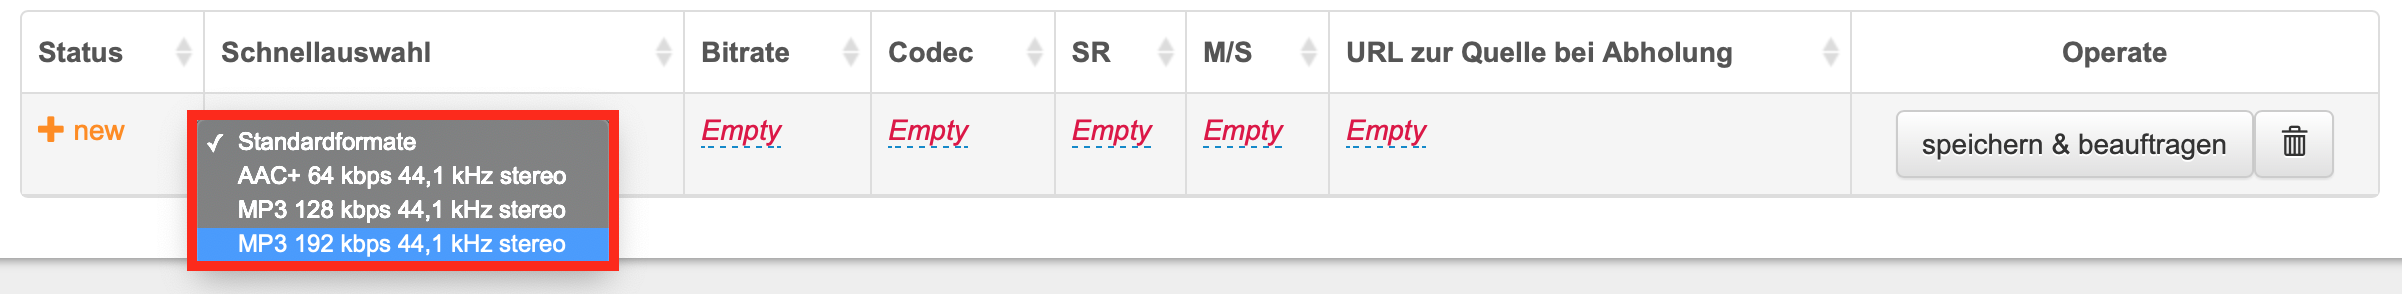 Status Schnellauswahl Bitrate Codec SR M/S URL zur Quelle bei Abholung Operate
+ new Empty Empty Empty Empty Empty speichern & beauftragen
✓ Standardformate
AAC+ 64 kbps 44,1 kHz stereo
MP3 128 kbps 44,1 kHz stereo
MP3 192 kbps 44,1 kHz stereo